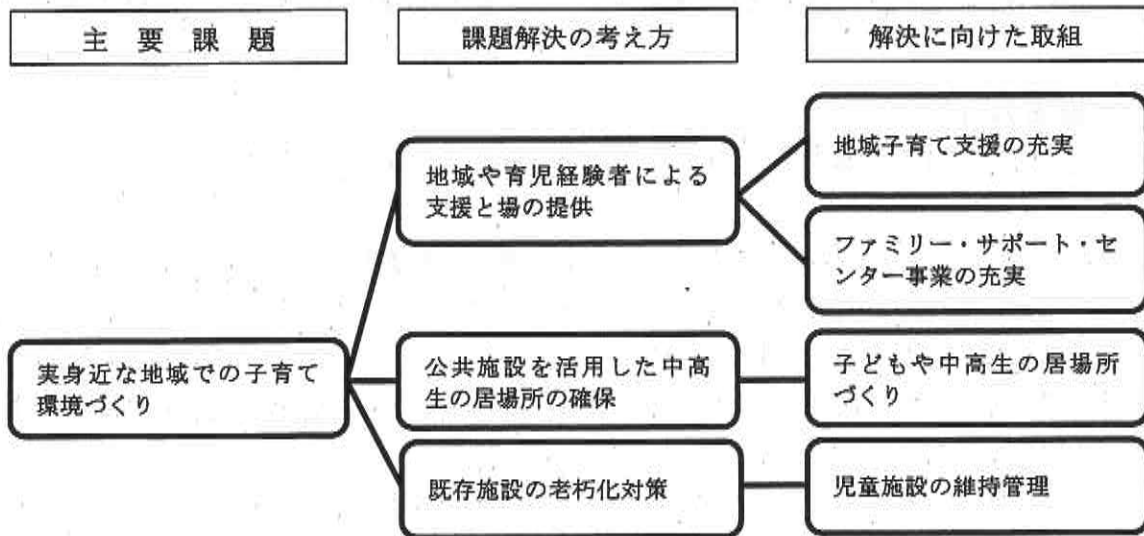 主要課題
課題解決の考え方
解決に向けた取組
地域や育児経験者による
支援と場の提供
地域子育て支援の充実
ファミリー・サポート・セ
ンター事業の充実
実身近な地域での子育て
環境づくり
公共施設を活用した中高
生の居場所の確保
子どもや中高生の居場所
づくり
既存施設の老朽化対策
児童施設の維持管理